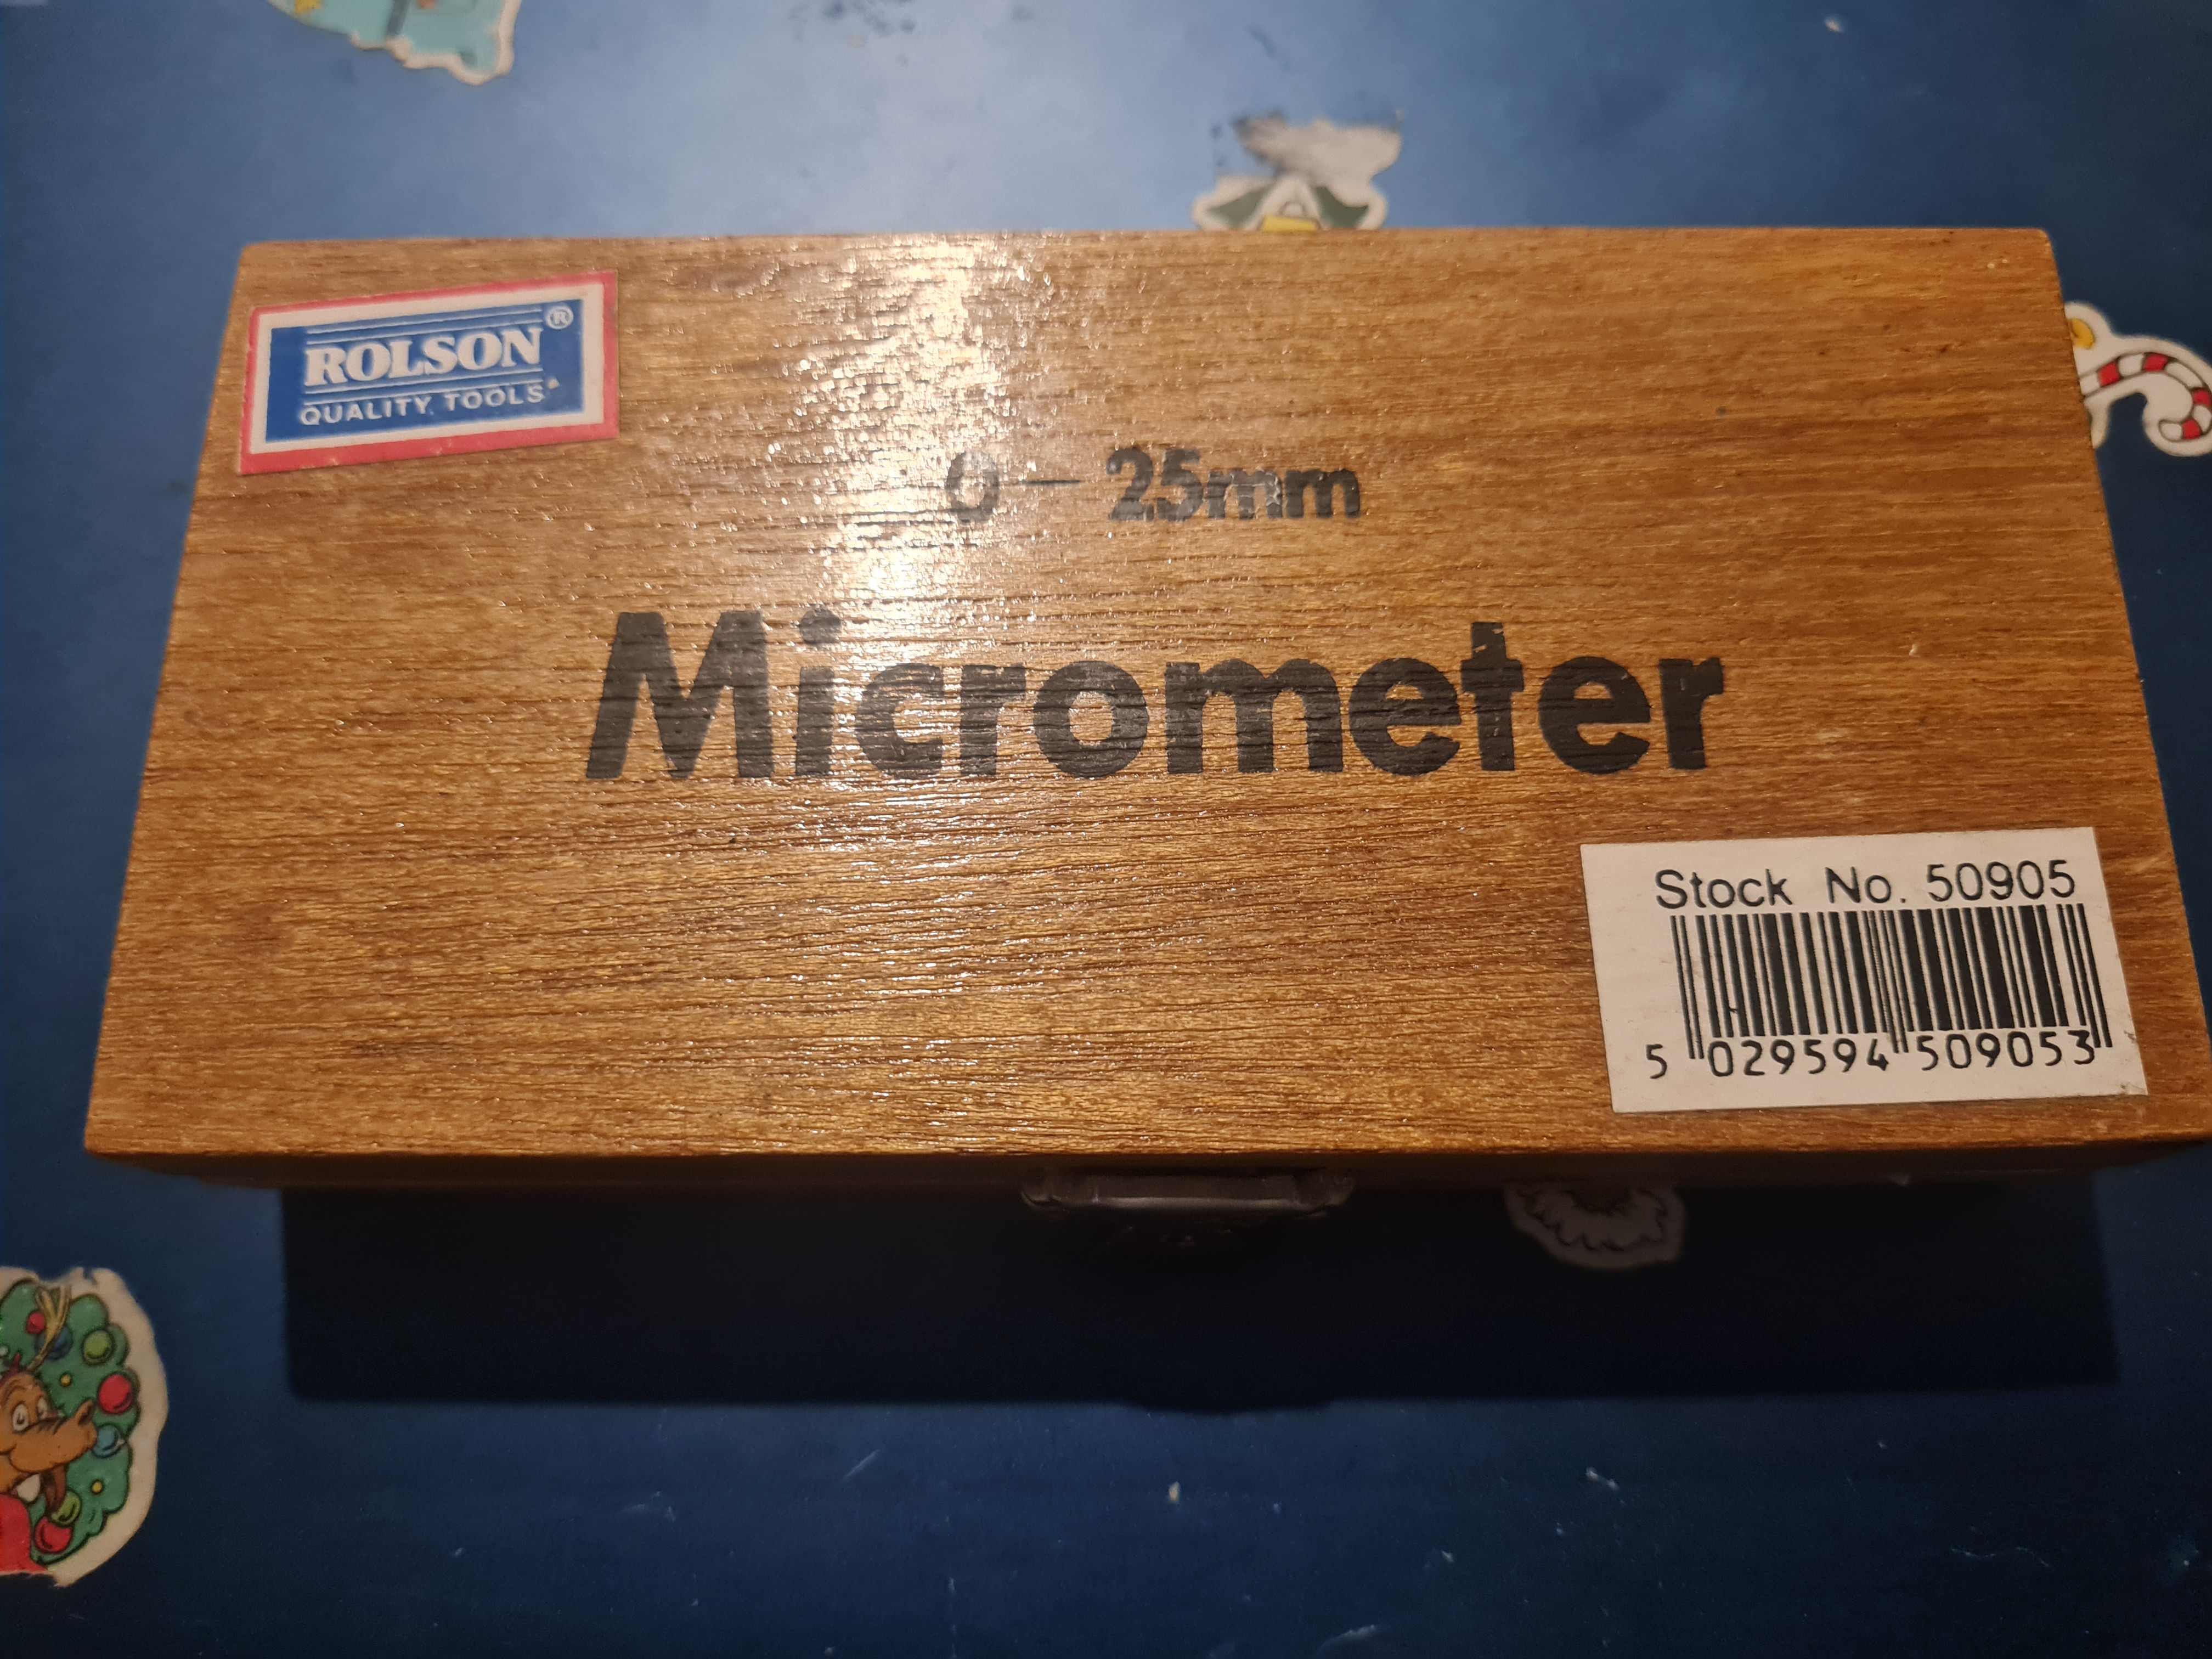 ROLSON®
QUALITY TOOLS
0 - 25mm
Micrometer
Stock No. 50905
5 029594 509053